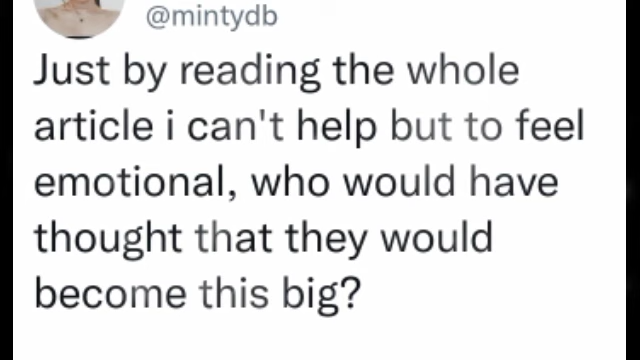 @mintydb
Just by reading the whole
article i can't help but to feel
emotional, who would have
thought that they would
become this big?